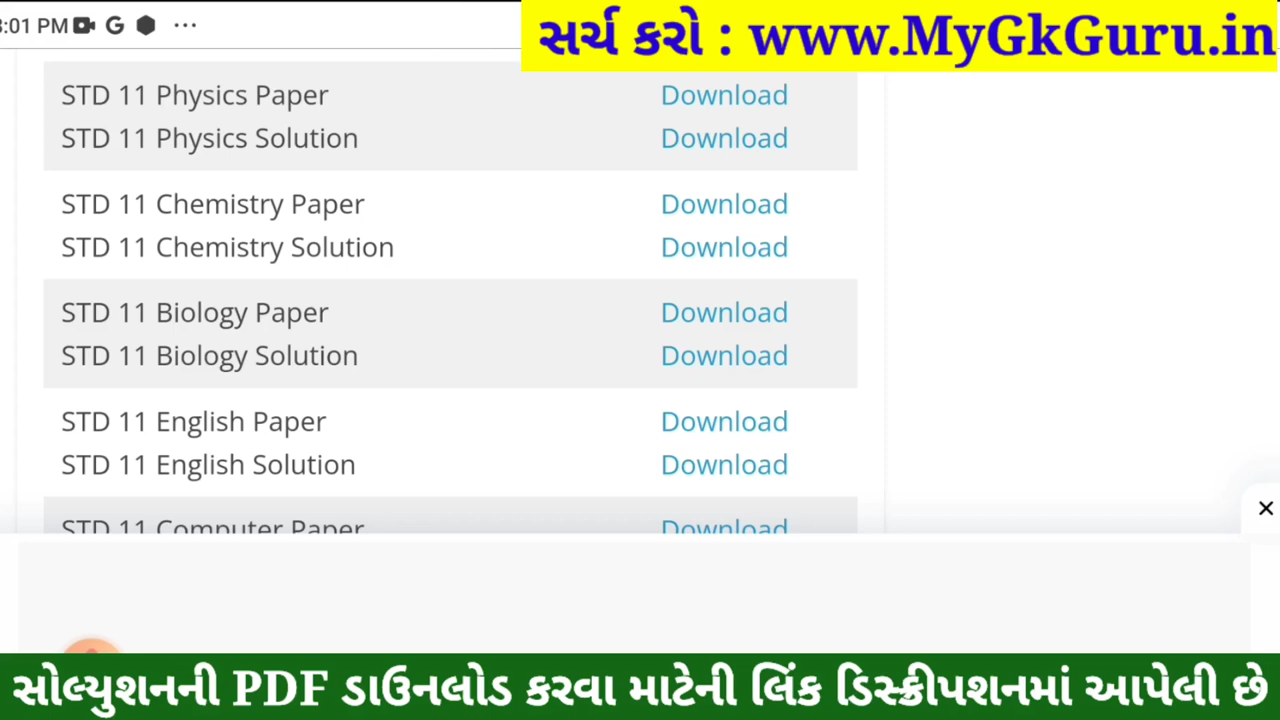 3:01 PM G ...
સર્ચ કરો : www.MyGkGuru.in
STD 11 Physics Paper Download
STD 11 Physics Solution Download
STD 11 Chemistry Paper Download
STD 11 Chemistry Solution Download
STD 11 Biology Paper Download
STD 11 Biology Solution Download
STD 11 English Paper Download
STD 11 English Solution Download
STD 11 Computer Paper Download
સોલ્યુશનની PDF ડાઉનલોડ કરવા માટેની લિંક ડિસ્ક્રીપશનમાં આપેલી છે